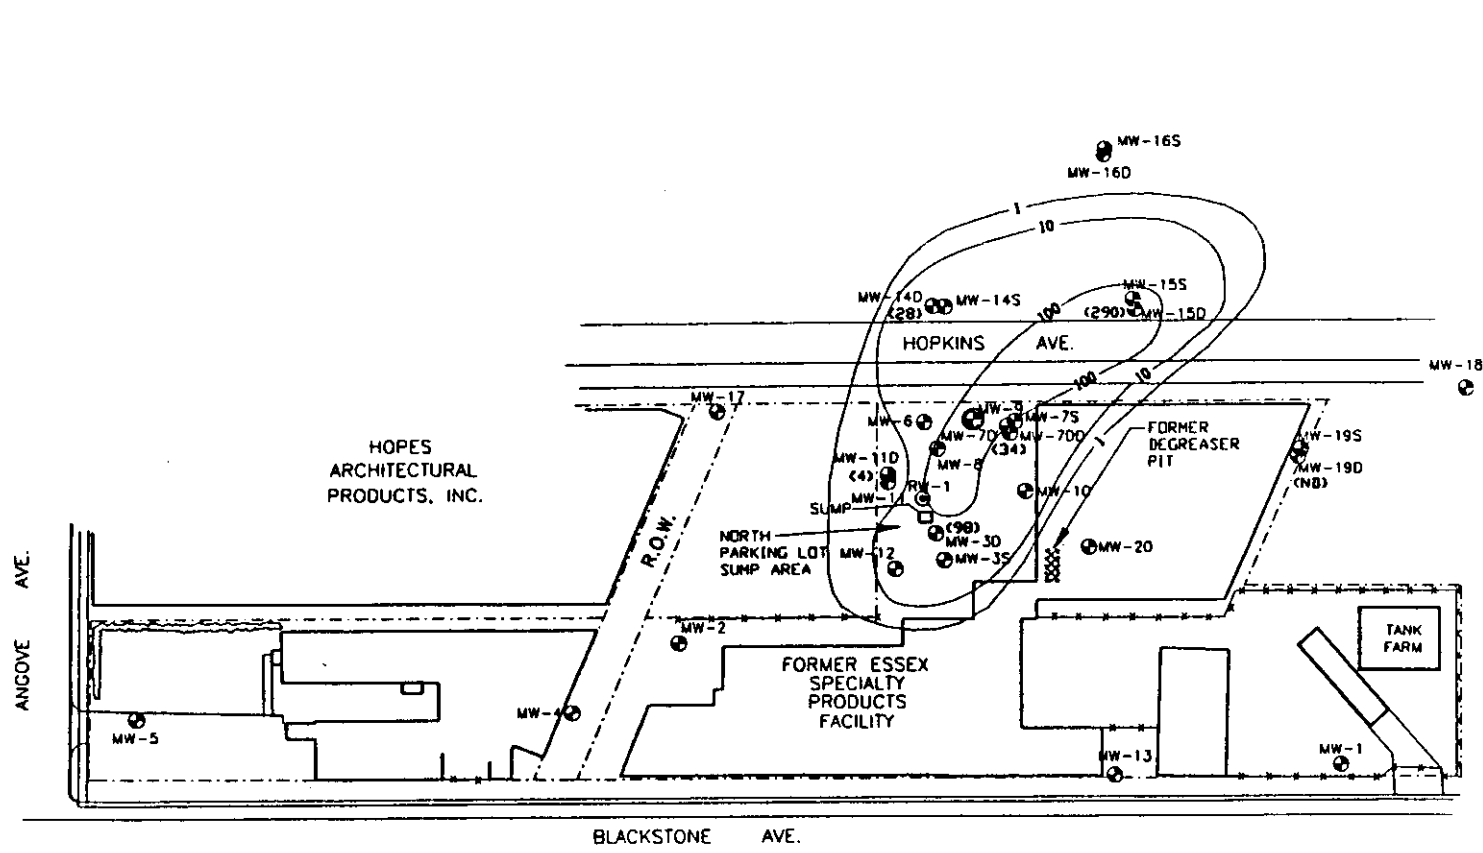 MW-16S
MW-16D
1
10
MW-15S
MW-14D
MW-14S
(28)
100
(290)
MW-15D
HOPKINS AVE.
MW-18
100
10
MW-17
MW-9
MW-6
MW-7S
MW-7D
MW-7DD
(34)
1
FORMER
DEGREASER
PIT
MW-19S
MW-19D
(ND)
HOPES
ARCHITECTURAL
PRODUCTS, INC.
MW-11D
(4)
MW-8
RW-1
MW-10
SUMP
R.O.W.
NORTH
PARKING LOT
SUMP AREA
(98)
MW-3D
MW-3S
MW-12
MW-20
ANGOVE AVE.
MW-2
TANK
FARM
FORMER ESSEX
SPECIALTY
PRODUCTS
FACILITY
MW-4
MW-5
MW-13
MW-1
BLACKSTONE AVE.